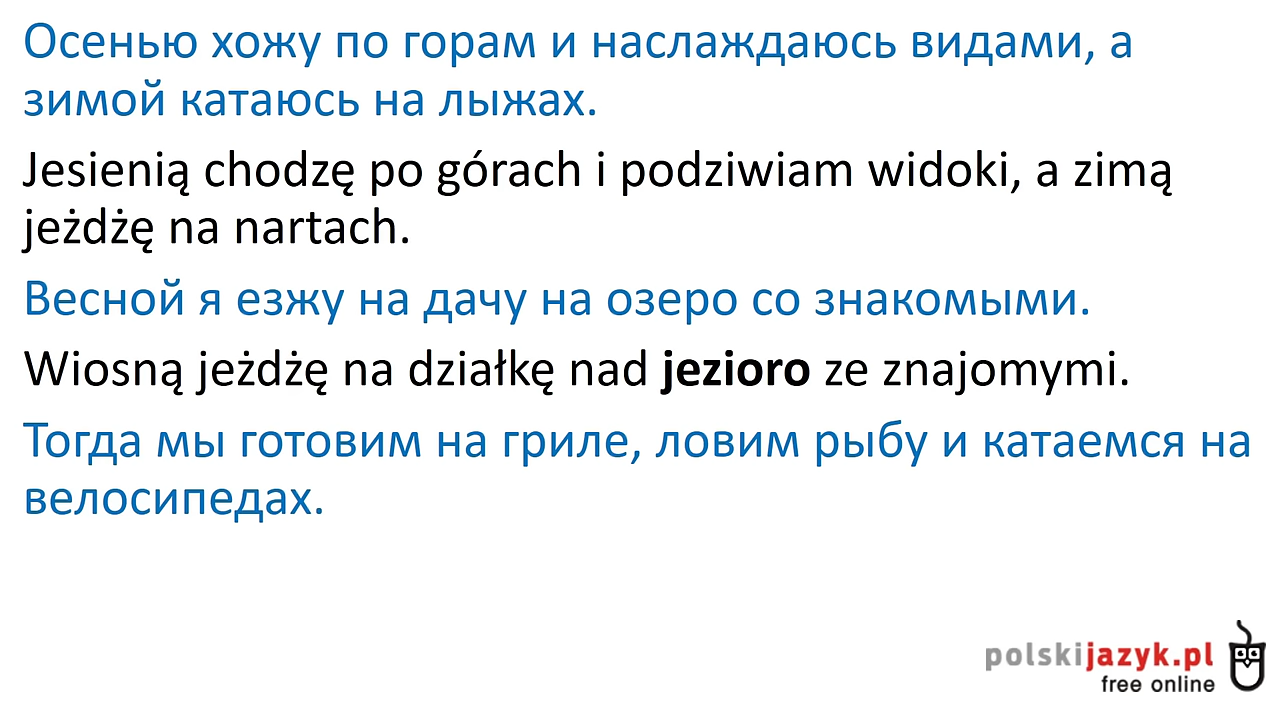 Осенью хожу по горам и наслаждаюсь видами, а
зимой катаюсь на лыжах.
Jesienią chodzę po górach i podziwiam widoki, a zimą
jeżdżę na nartach.
Весной я езжу на дачу на озеро со знакомыми.
Wiosną jeżdżę na działkę nad jezioro ze znajomymi.
Тогда мы готовим на гриле, ловим рыбу и катаемся на
велосипедах.
polskijazyk.pl
free online